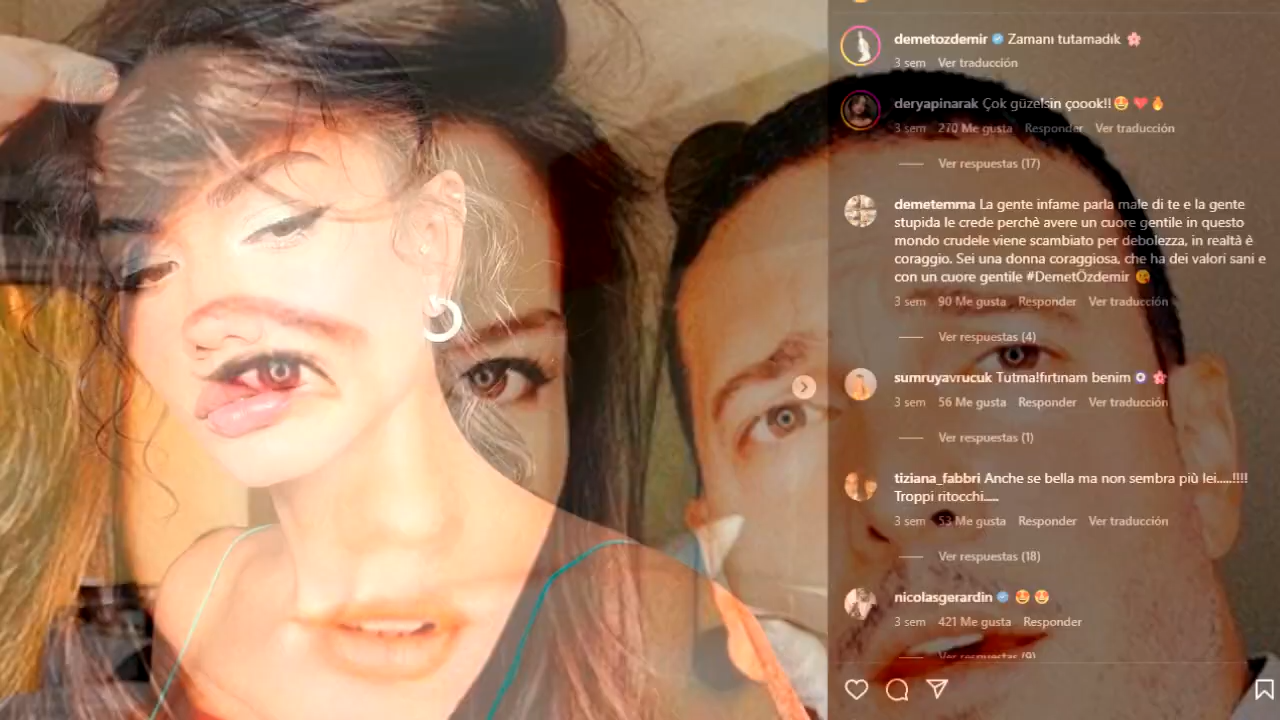 demetozdemir Zamanı tutamadık 🌸
3 sem Ver traducción
deryapinarak Çok güzelsin çoook!!😍 ❤️🔥
3 sem 270 Me gusta Responder Ver traducción
Ver respuestas (17)
demetemma La gente infame parla male di te e la gente
stupida le crede perchè avere un cuore gentile in questo
mondo crudele viene scambiato per debolezza, in realtà è
coraggio. Sei una donna coraggiosa, che ha dei valori sani e
con un cuore gentile #DemetÖzdemir 😘
3 sem 90 Me gusta Responder Ver traducción
Ver respuestas (4)
sumruyavrucuk Tutma!fırtınam benim 🧿 🌸
3 sem 56 Me gusta Responder Ver traducción
Ver respuestas (1)
tiziana_fabbri Anche se bella ma non sembra più lei.....!!!!
Troppi ritocchi.....
3 sem 53 Me gusta Responder Ver traducción
Ver respuestas (18)
nicolasgerardin 😍 😍
3 sem 421 Me gusta Responder
Ver respuestas (9)